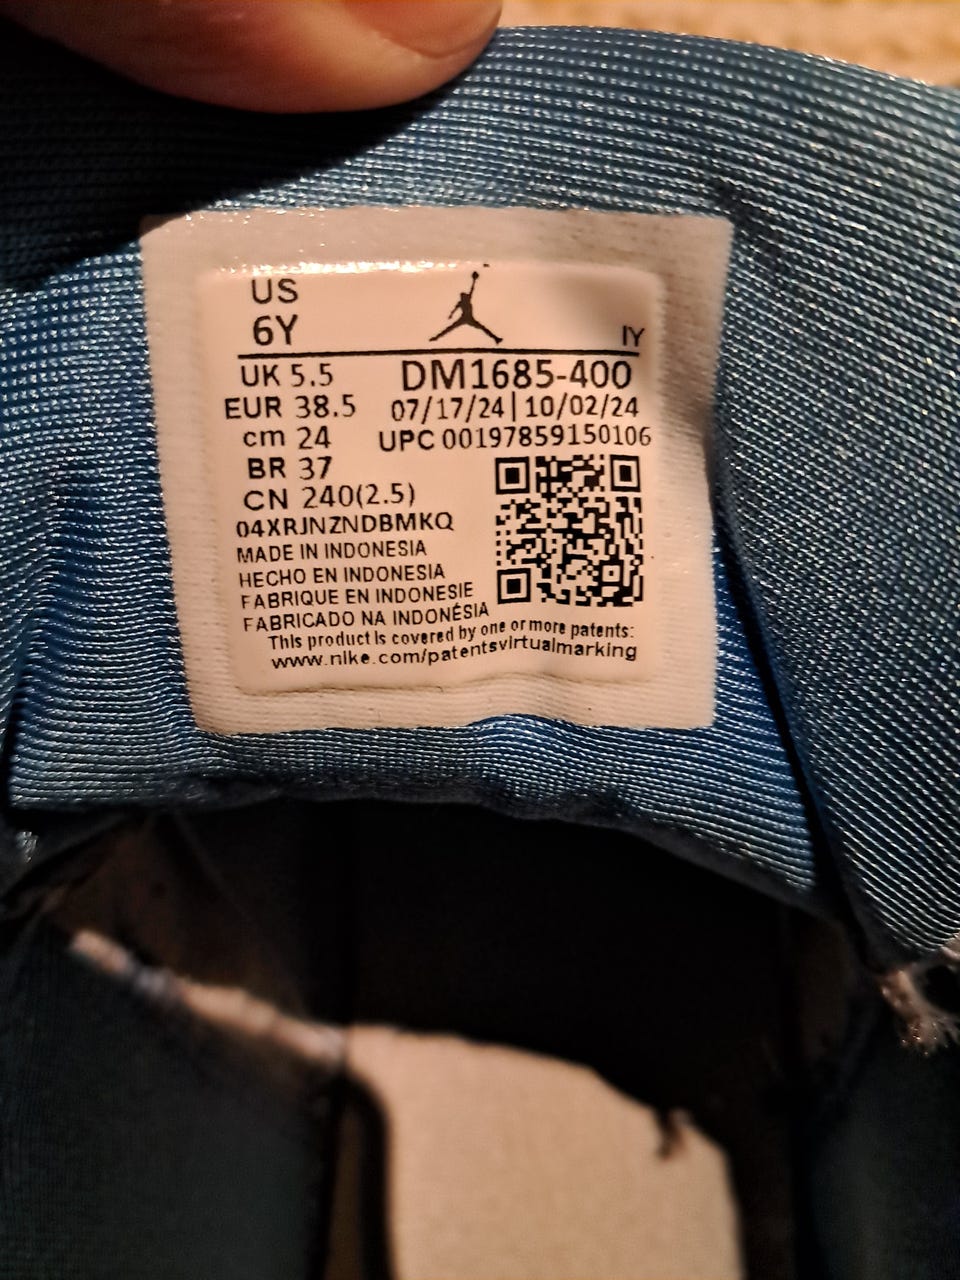 US
6Y
IY
UK 5.5
DM1685-400
EUR 38.5
07/17/24|10/02/24
cm 24
UPC 00197859150106
BR 37
CN 240(2.5)
04XRJNZNDBMKQ
MADE IN INDONESIA
HECHO EN INDONESIA
FABRIQUE EN INDONESIE
FABRICADO NA INDONÉSIA
This product is covered by one or more patents:
www.nike.com/patentsvirtualmarking